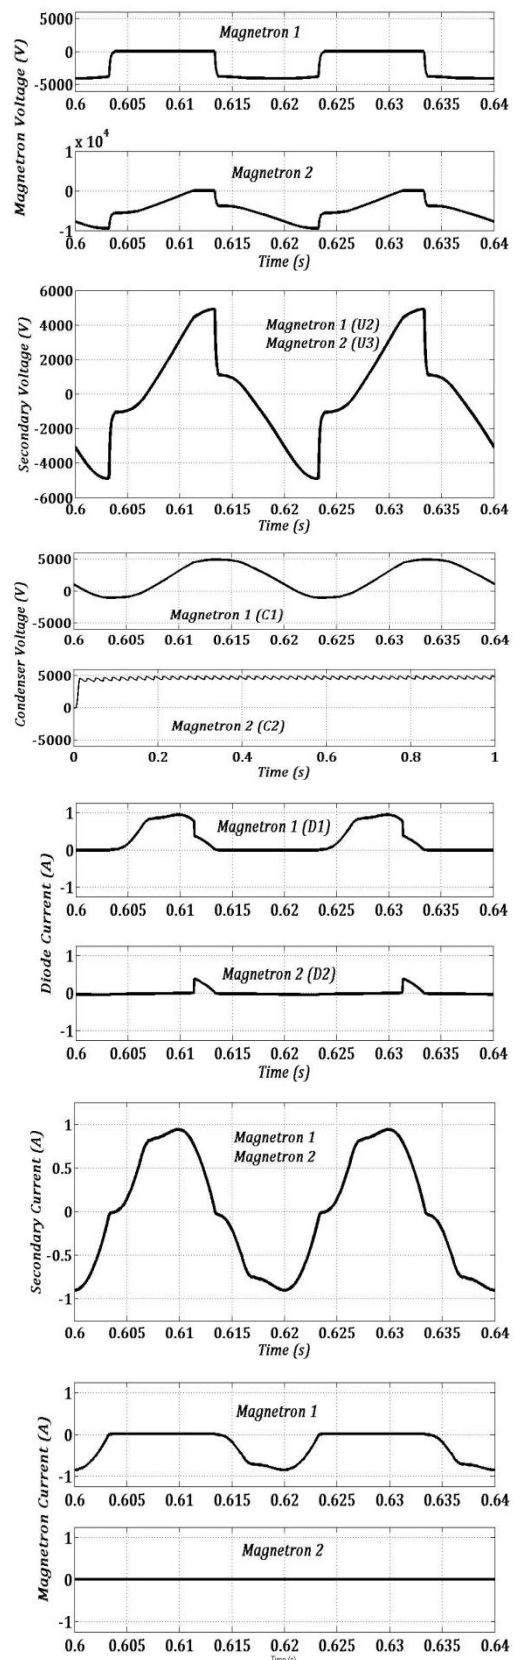 Magnetron Voltage (V)
Magnetron 1
5000
0
-5000
0.6 0.605 0.61 0.615 0.62 0.625 0.63 0.635 0.64
x 10^4
Magnetron 2
1
0
-1
0.6 0.605 0.61 0.615 0.62 0.625 0.63 0.635 0.64
Time (s)
Secondary Voltage (V)
6000
Magnetron 1 (U2)
4000
Magnetron 2 (U3)
2000
0
-2000
-4000
-6000
0.6 0.605 0.61 0.615 0.62 0.625 0.63 0.635 0.64
Time (s)
Condenser Voltage (V)
5000
0
Magnetron 1 (C1)
-5000
0.6 0.605 0.61 0.615 0.62 0.625 0.63 0.635 0.64
5000
0
Magnetron 2 (C2)
-5000
0 0.2 0.4 0.6 0.8 1
Time (s)
Diode Current (A)
1
Magnetron 1 (D1)
0
-1
0.6 0.605 0.61 0.615 0.62 0.625 0.63 0.635 0.64
1
Magnetron 2 (D2)
0
-1
0.6 0.605 0.61 0.615 0.62 0.625 0.63 0.635 0.64
Time (s)
Secondary Current (A)
1
Magnetron 1
Magnetron 2
0.5
0
-0.5
-1
0.6 0.605 0.61 0.615 0.62 0.625 0.63 0.635 0.64
Time (s)
Magnetron Current (A)
1
Magnetron 1
0
-1
0.6 0.605 0.61 0.615 0.62 0.625 0.63 0.635 0.64
1
Magnetron 2
0
-1
0.6 0.605 0.61 0.615 0.62 0.625 0.63 0.635 0.64
Time (s)